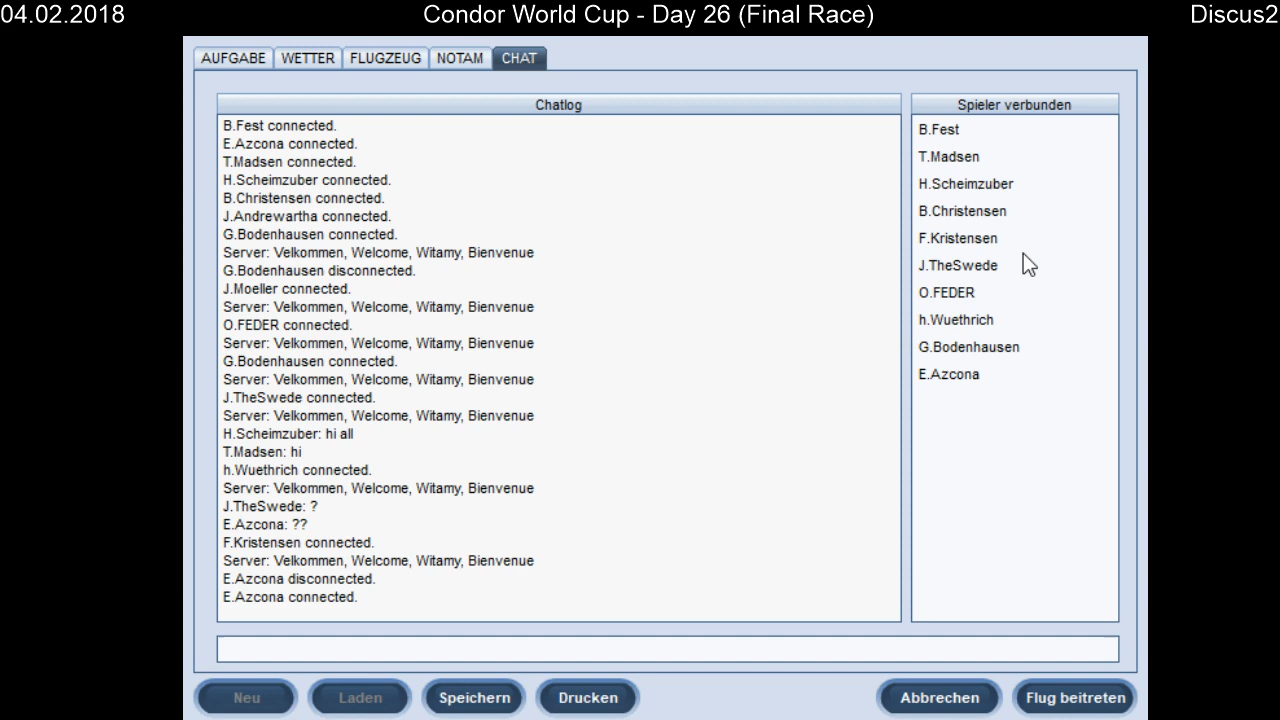 04.02.2018 Condor World Cup - Day 26 (Final Race) Discus2
AUFGABE WETTER FLUGZEUG NOTAM CHAT
Chatlog
B.Fest connected.
E.Azcona connected.
T.Madsen connected.
H.Scheimzuber connected.
B.Christensen connected.
J.Andrewartha connected.
G.Bodenhausen connected.
Server: Velkommen, Welcome, Witamy, Bienvenue
G.Bodenhausen disconnected.
J.Moeller connected.
Server: Velkommen, Welcome, Witamy, Bienvenue
O.FEDER connected.
Server: Velkommen, Welcome, Witamy, Bienvenue
G.Bodenhausen connected.
Server: Velkommen, Welcome, Witamy, Bienvenue
J.TheSwede connected.
Server: Velkommen, Welcome, Witamy, Bienvenue
H.Scheimzuber: hi all
T.Madsen: hi
h.Wuethrich connected.
Server: Velkommen, Welcome, Witamy, Bienvenue
J.TheSwede: ?
E.Azcona: ??
F.Kristensen connected.
Server: Velkommen, Welcome, Witamy, Bienvenue
E.Azcona disconnected.
E.Azcona connected.
Spieler verbunden
B.Fest
T.Madsen
H.Scheimzuber
B.Christensen
F.Kristensen
J.TheSwede
O.FEDER
h.Wuethrich
G.Bodenhausen
E.Azcona
Neu Laden Speichern Drucken Abbrechen Flug beitreten